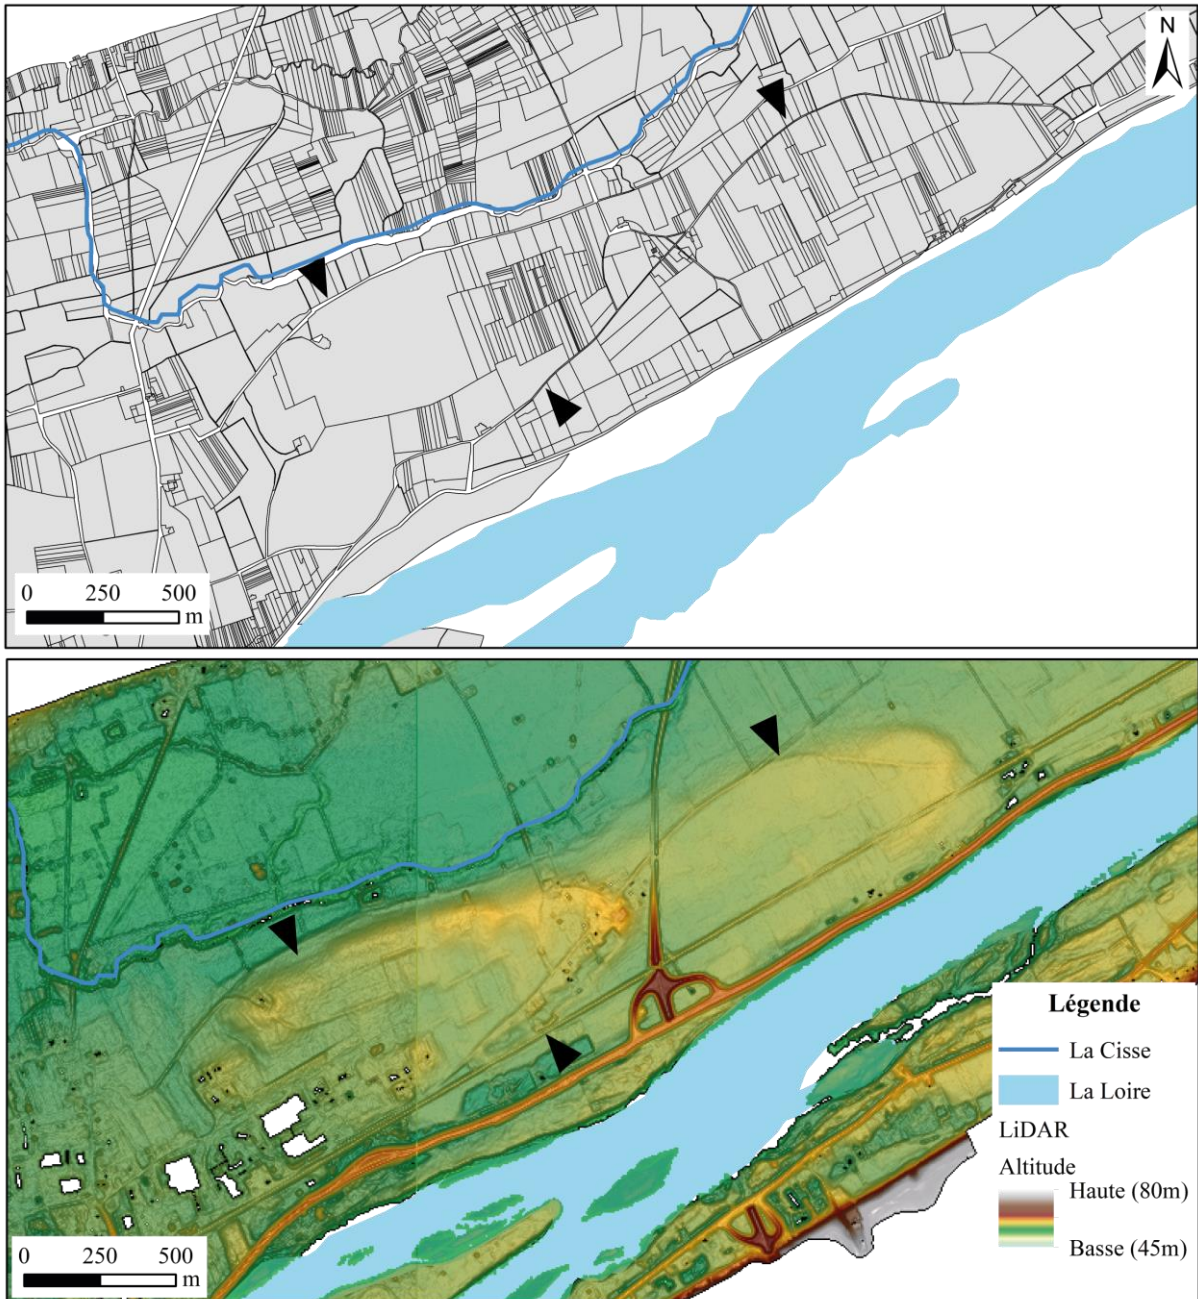 N
0 250 500
m
Légende
La Cisse
La Loire
LiDAR
Altitude
Haute (80m)
Basse (45m)
0 250 500
m